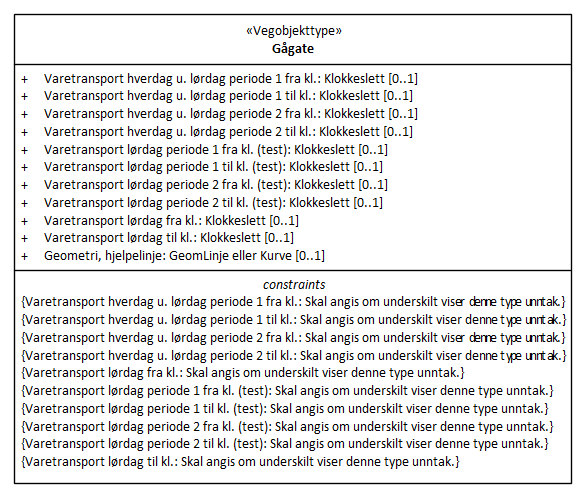 «Vegobjekttype»
Gågate
+ Varetransport hverdag u. lørdag periode 1 fra kl.: Klokkeslett [0..1]
+ Varetransport hverdag u. lørdag periode 1 til kl.: Klokkeslett [0..1]
+ Varetransport hverdag u. lørdag periode 2 fra kl.: Klokkeslett [0..1]
+ Varetransport hverdag u. lørdag periode 2 til kl.: Klokkeslett [0..1]
+ Varetransport lørdag periode 1 fra kl. (test): Klokkeslett [0..1]
+ Varetransport lørdag periode 1 til kl. (test): Klokkeslett [0..1]
+ Varetransport lørdag periode 2 fra kl. (test): Klokkeslett [0..1]
+ Varetransport lørdag periode 2 til kl. (test): Klokkeslett [0..1]
+ Varetransport lørdag fra kl.: Klokkeslett [0..1]
+ Varetransport lørdag til kl.: Klokkeslett [0..1]
+ Geometri, hjelpelinje: GeomLinje eller Kurve [0..1]
constraints
{Varetransport hverdag u. lørdag periode 1 fra kl.: Skal angis om underskilt viser denne type unntak.}
{Varetransport hverdag u. lørdag periode 1 til kl.: Skal angis om underskilt viser denne type unntak.}
{Varetransport hverdag u. lørdag periode 2 fra kl.: Skal angis om underskilt viser denne type unntak.}
{Varetransport hverdag u. lørdag periode 2 til kl.: Skal angis om underskilt viser denne type unntak.}
{Varetransport lørdag fra kl.: Skal angis om underskilt viser denne type unntak.}
{Varetransport lørdag periode 1 fra kl. (test): Skal angis om underskilt viser denne type unntak.}
{Varetransport lørdag periode 1 til kl. (test): Skal angis om underskilt viser denne type unntak.}
{Varetransport lørdag periode 2 fra kl. (test): Skal angis om underskilt viser denne type unntak.}
{Varetransport lørdag periode 2 til kl. (test): Skal angis om underskilt viser denne type unntak.}
{Varetransport lørdag til kl.: Skal angis om underskilt viser denne type unntak.}